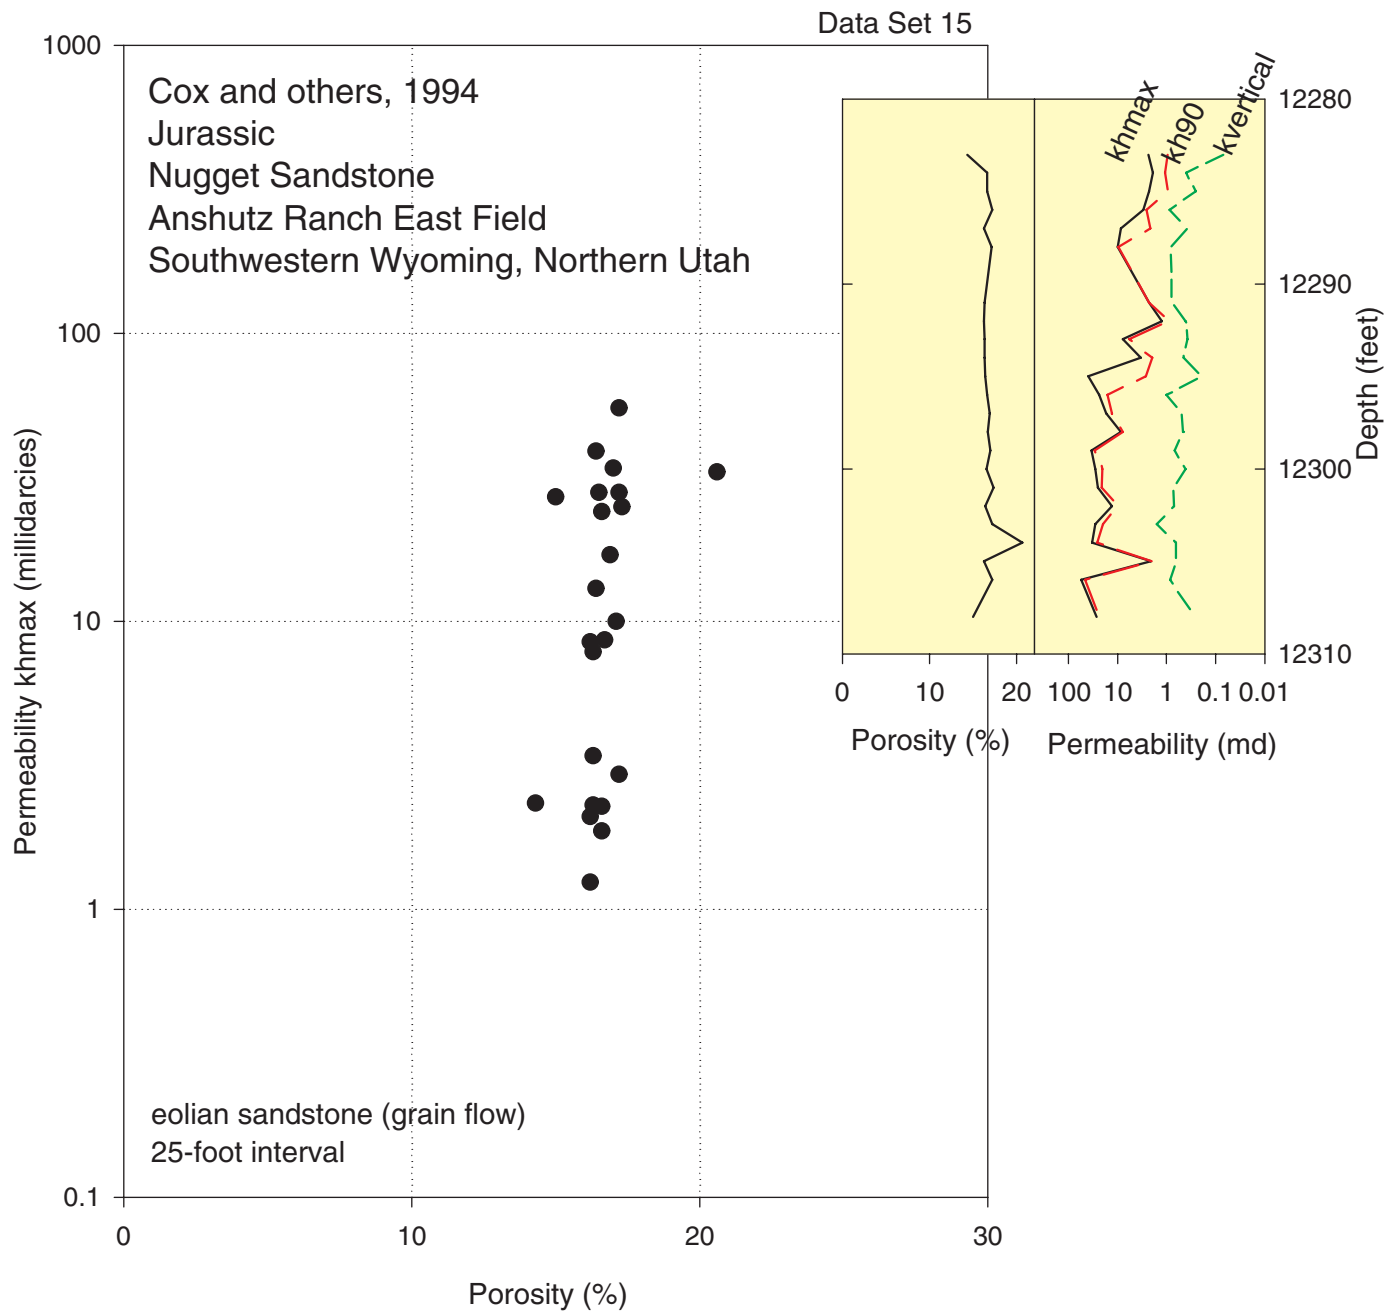 Data Set 15
1000
100
10
1
0.1
Permeability khmax (millidarcies)
Cox and others, 1994
Jurassic
Nugget Sandstone
Anshutz Ranch East Field
Southwestern Wyoming, Northern Utah
eolian sandstone (grain flow)
25-foot interval
0 10 20 30
Porosity (%)
khmax
kh90
kvertical
12280
12290
12300
12310
Depth (feet)
0 10 20 100 10 1 0.1 0.01
Porosity (%) Permeability (md)